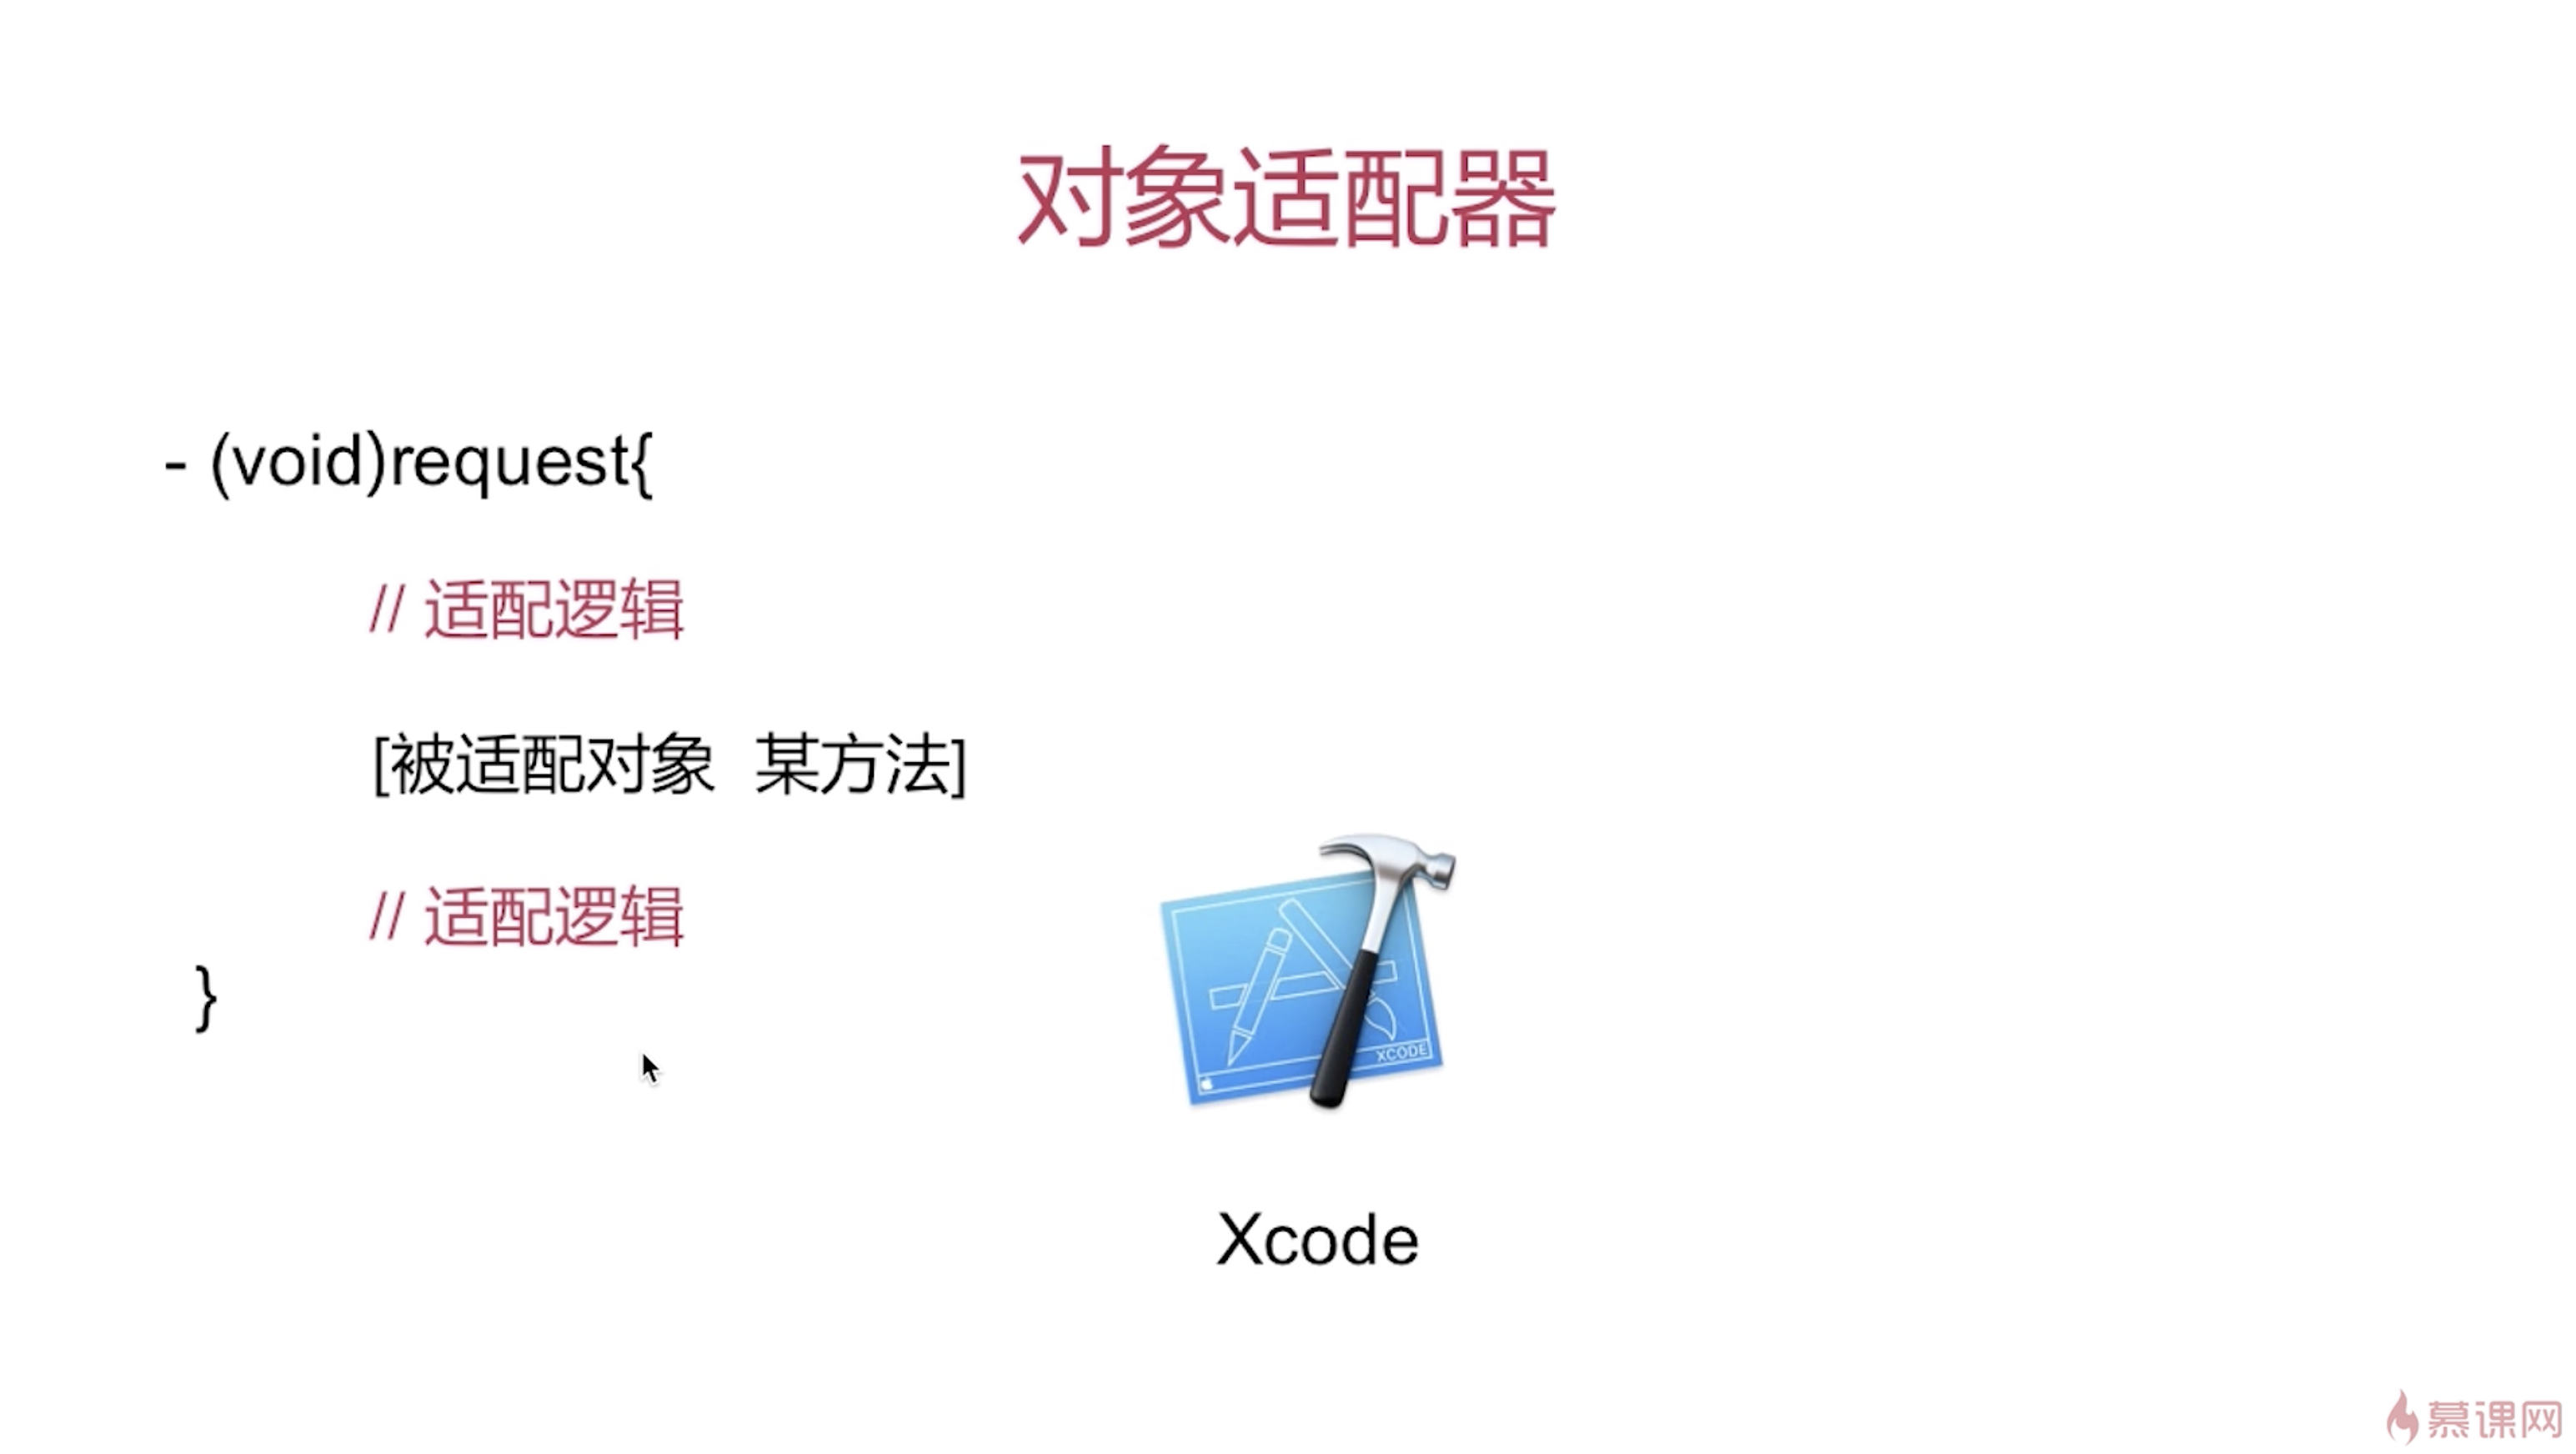 对象适配器
- (void)request{
// 适配逻辑
[被适配对象 某方法]
// 适配逻辑
}
XCODE
Xcode
慕课网